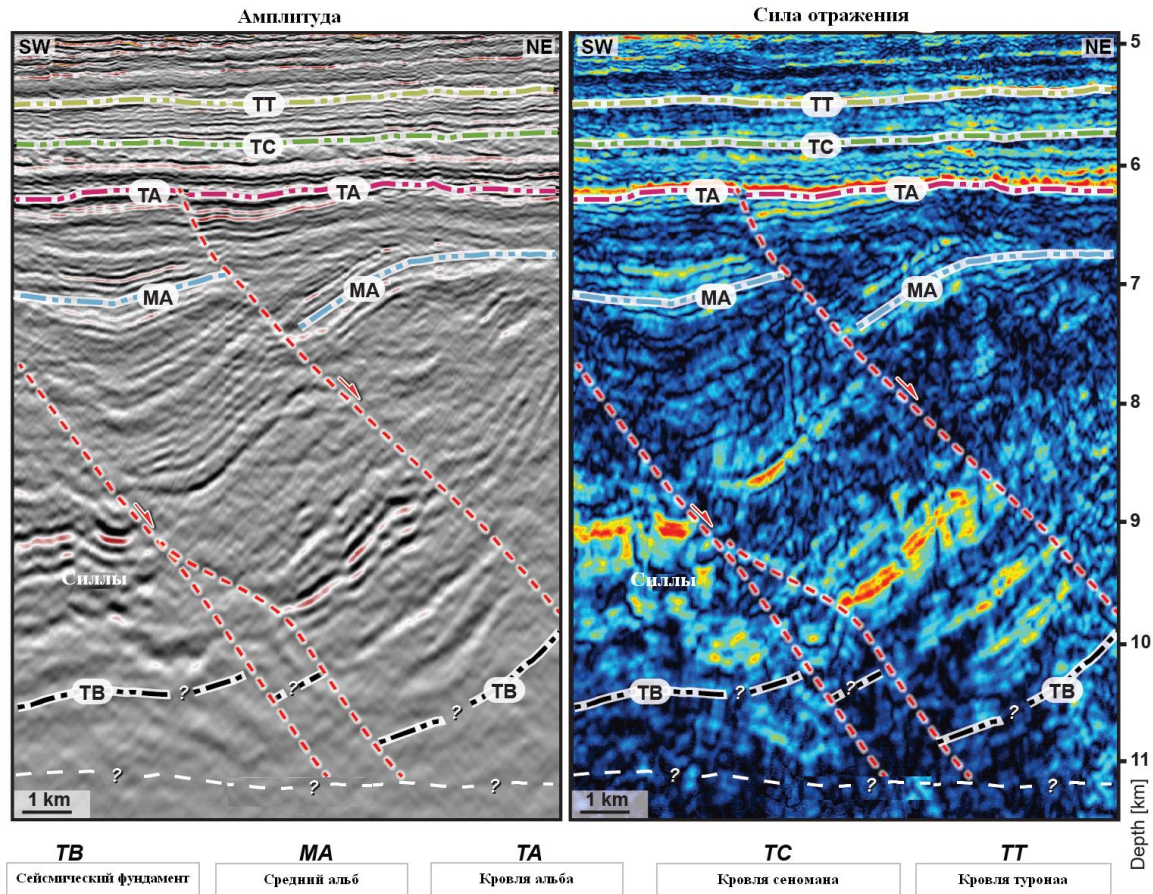 Амплитуда
Сила отражения
SW
NE
SW
NE
5
TT
TT
TC
TC
6
TA
TA
TA
TA
7
MA
MA
MA
MA
8
9
Силлы
Силлы
10
TB
?
?
TB
?
TB
?
?
TB
?
11
?
?
?
?
?
?
1 km
1 km
Depth [km]
TB
MA
TA
TC
TT
Сейсмический фундамент
Средний альб
Кровля альба
Кровля сеномана
Кровля туронаа